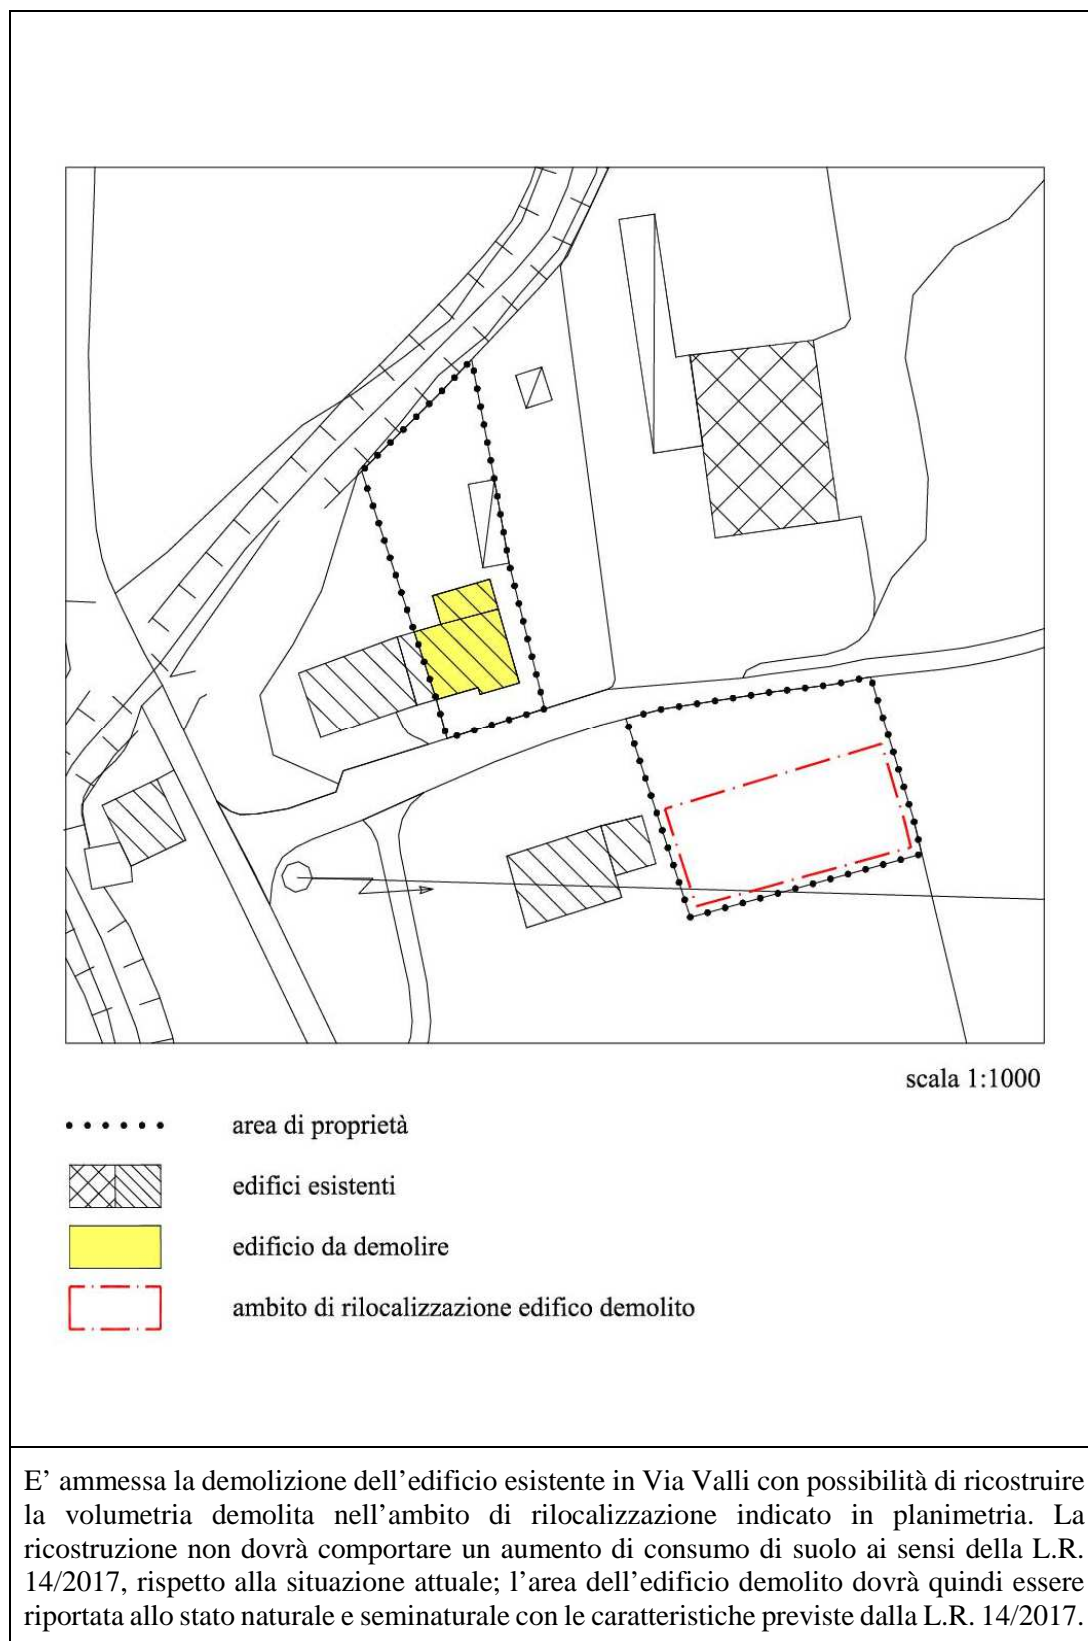 scala 1:1000
area di proprietà
edifici esistenti
edificio da demolire
ambito di rilocalizzazione edifico demolito
E’ ammessa la demolizione dell’edificio esistente in Via Valli con possibilità di ricostruire
la volumetria demolita nell’ambito di rilocalizzazione indicato in planimetria. La
ricostruzione non dovrà comportare un aumento di consumo di suolo ai sensi della L.R.
14/2017, rispetto alla situazione attuale; l’area dell’edificio demolito dovrà quindi essere
riportata allo stato naturale e seminaturale con le caratteristiche previste dalla L.R. 14/2017.